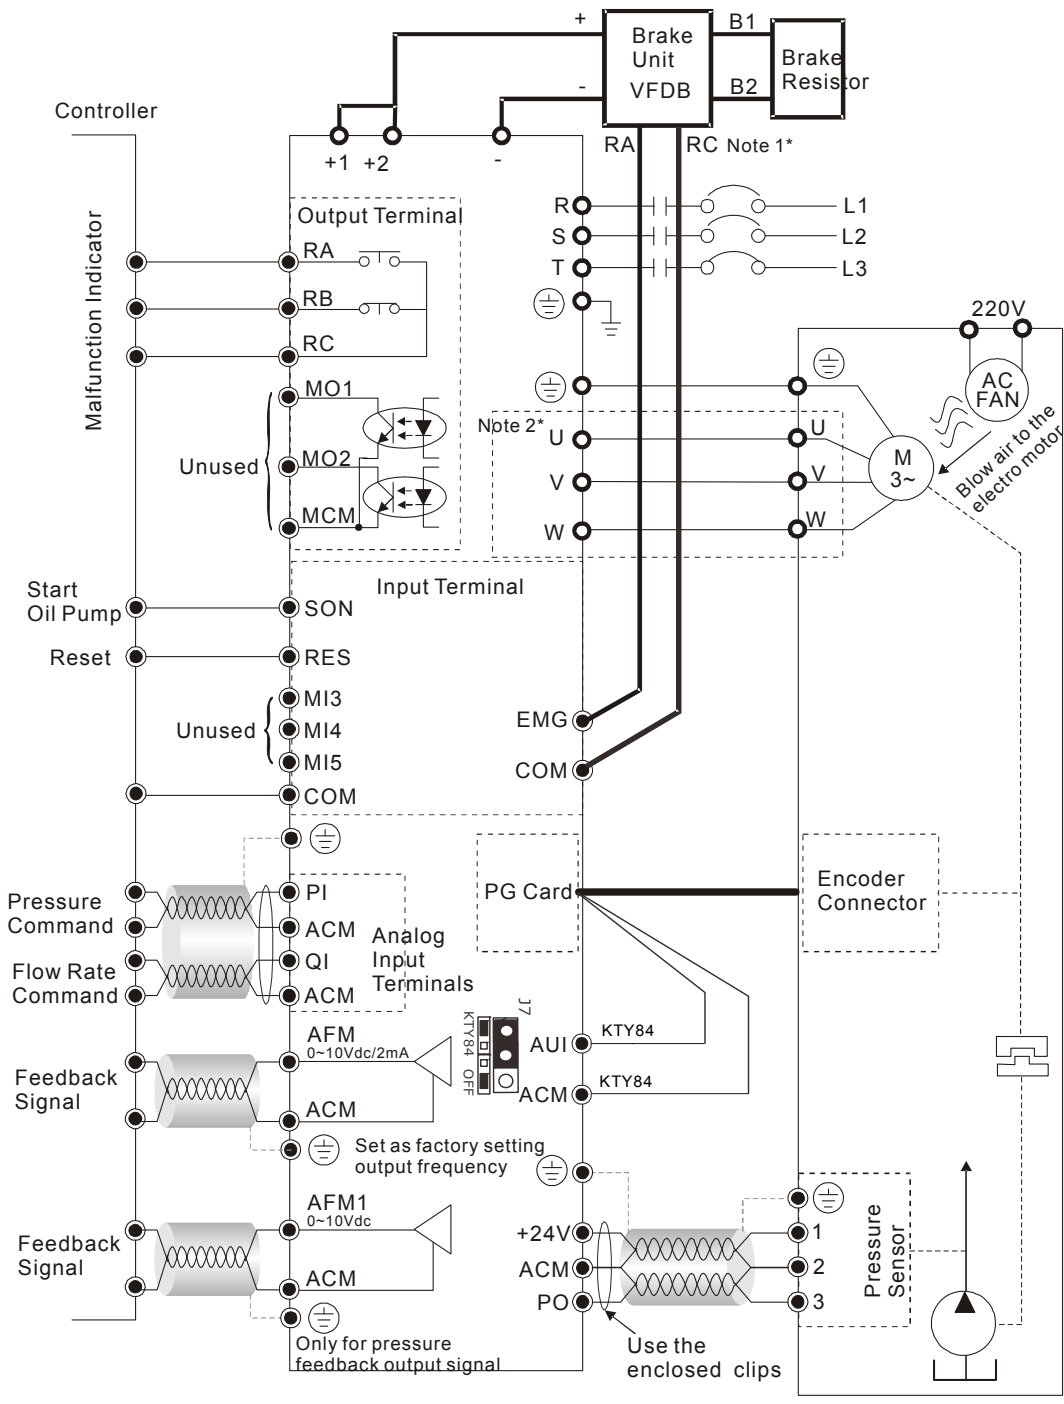 +
Brake
Unit
VFDB
-
B1
B2
Brake
Resistor
Controller
+1
+2
-
RA
RC
Note 1*
Malfunction Indicator
Output Terminal
RA
RB
RC
MO1
MO2
MCM
Unused
R
S
T
L1
L2
L3
220V
AC
FAN
Blow air to the
electro motor
Note 2*
U
V
W
U
V
W
M
3~
Input Terminal
Start
Oil Pump
SON
Reset
RES
MI3
Unused
MI4
MI5
COM
EMG
COM
PG Card
Encoder
Connector
Pressure
Command
PI
ACM
Flow Rate
Command
QI
ACM
Analog
Input
Terminals
AFM
0~10Vdc/2mA
Feedback
Signal
ACM
J7
KTY84
OFF
AUI
KTY84
ACM
KTY84
Set as factory setting
output frequency
AFM1
0~10Vdc
Feedback
Signal
ACM
Only for pressure
feedback output signal
+24V
ACM
PO
1
2
3
Pressure
Sensor
Use the
enclosed clips